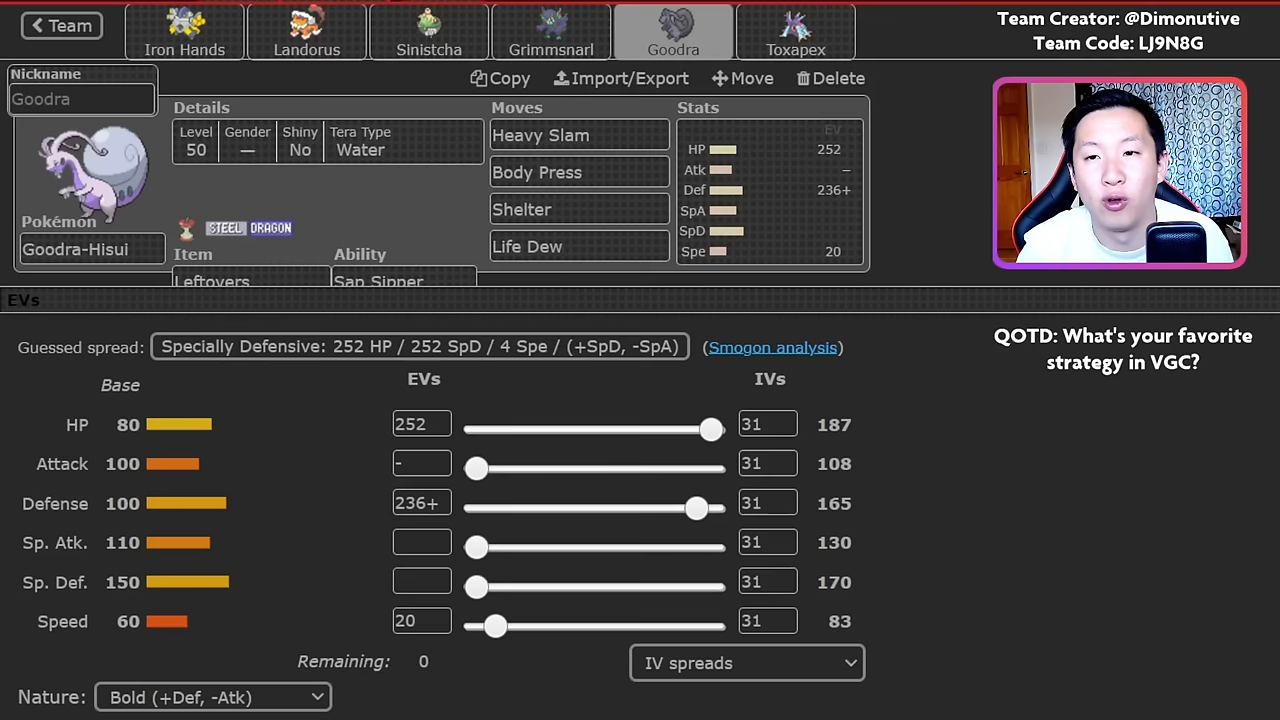 Team
Iron Hands
Landorus
Sinistcha
Grimmsnarl
Goodra
Toxapex
Team Creator: @Dimonutive
Team Code: LJ9N8G
Nickname
Goodra
Copy
Import/Export
Move
Delete
Details
Level Gender Shiny Tera Type
50 — No Water
Moves
Heavy Slam
Body Press
Shelter
Life Dew
Stats
EV
HP 252
Atk –
Def 236+
SpA
SpD
Spe 20
Pokémon
Goodra-Hisui
STEEL DRAGON
Item
Leftovers
Ability
Sap Sipper
EVs
Guessed spread: Specially Defensive: 252 HP / 252 SpD / 4 Spe / (+SpD, -SpA) (Smogon analysis)
QOTD: What's your favorite
strategy in VGC?
Base EVs IVs
HP 80 252 31 187
Attack 100 - 31 108
Defense 100 236+ 31 165
Sp. Atk. 110 31 130
Sp. Def. 150 31 170
Speed 60 20 31 83
Remaining: 0
IV spreads
Nature: Bold (+Def, -Atk)